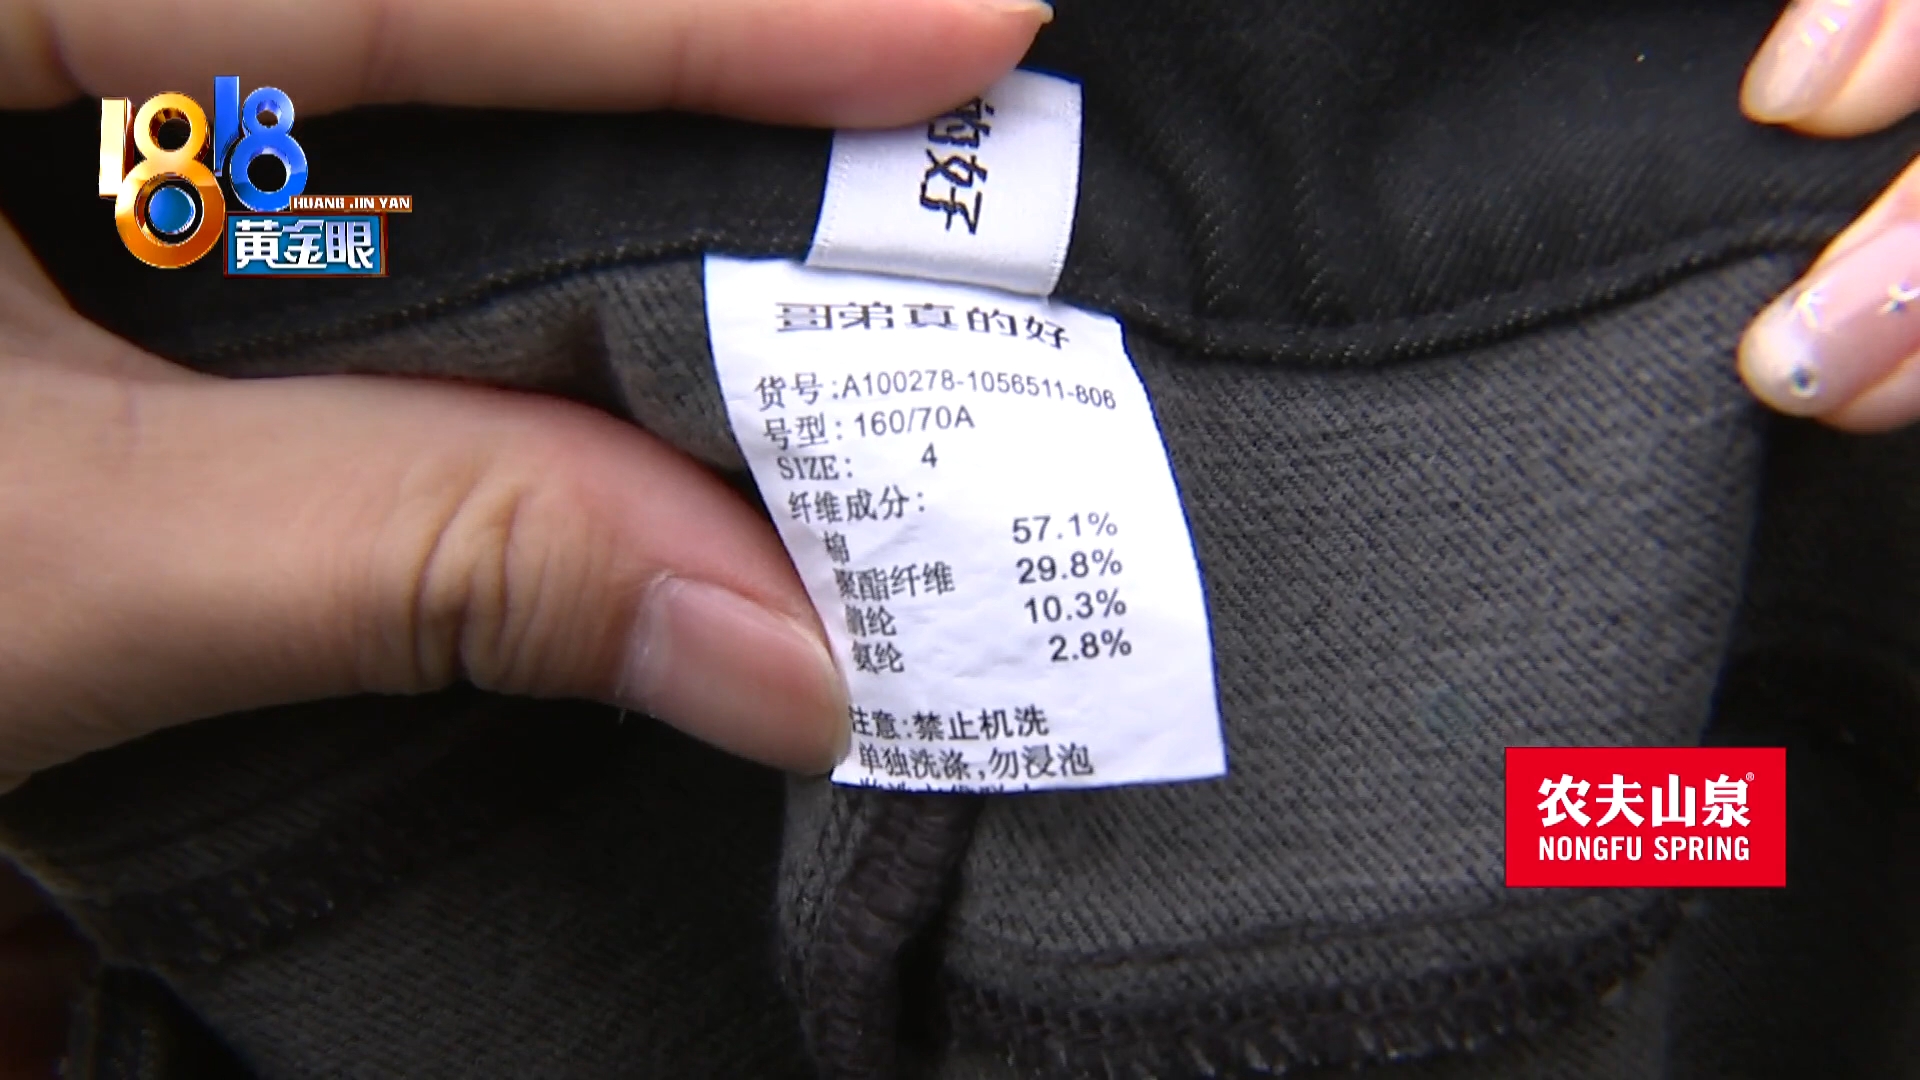 1818
HUANG JIN YAN
黄金眼
的好
哥弟真的好
货号:A100278-1056511-806
号型: 160/70A
SIZE: 4
纤维成分:
棉 57.1%
聚酯纤维 29.8%
腈纶 10.3%
氨纶 2.8%
注意:禁止机洗
单独洗涤,勿浸泡
农夫山泉®
NONGFU SPRING